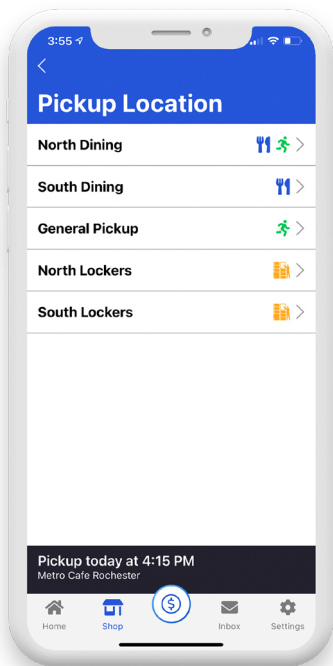 3:55
Pickup Location
North Dining
South Dining
General Pickup
North Lockers
South Lockers
Pickup today at 4:15 PM
Metro Cafe Rochester
Home
Shop
Inbox
Settings